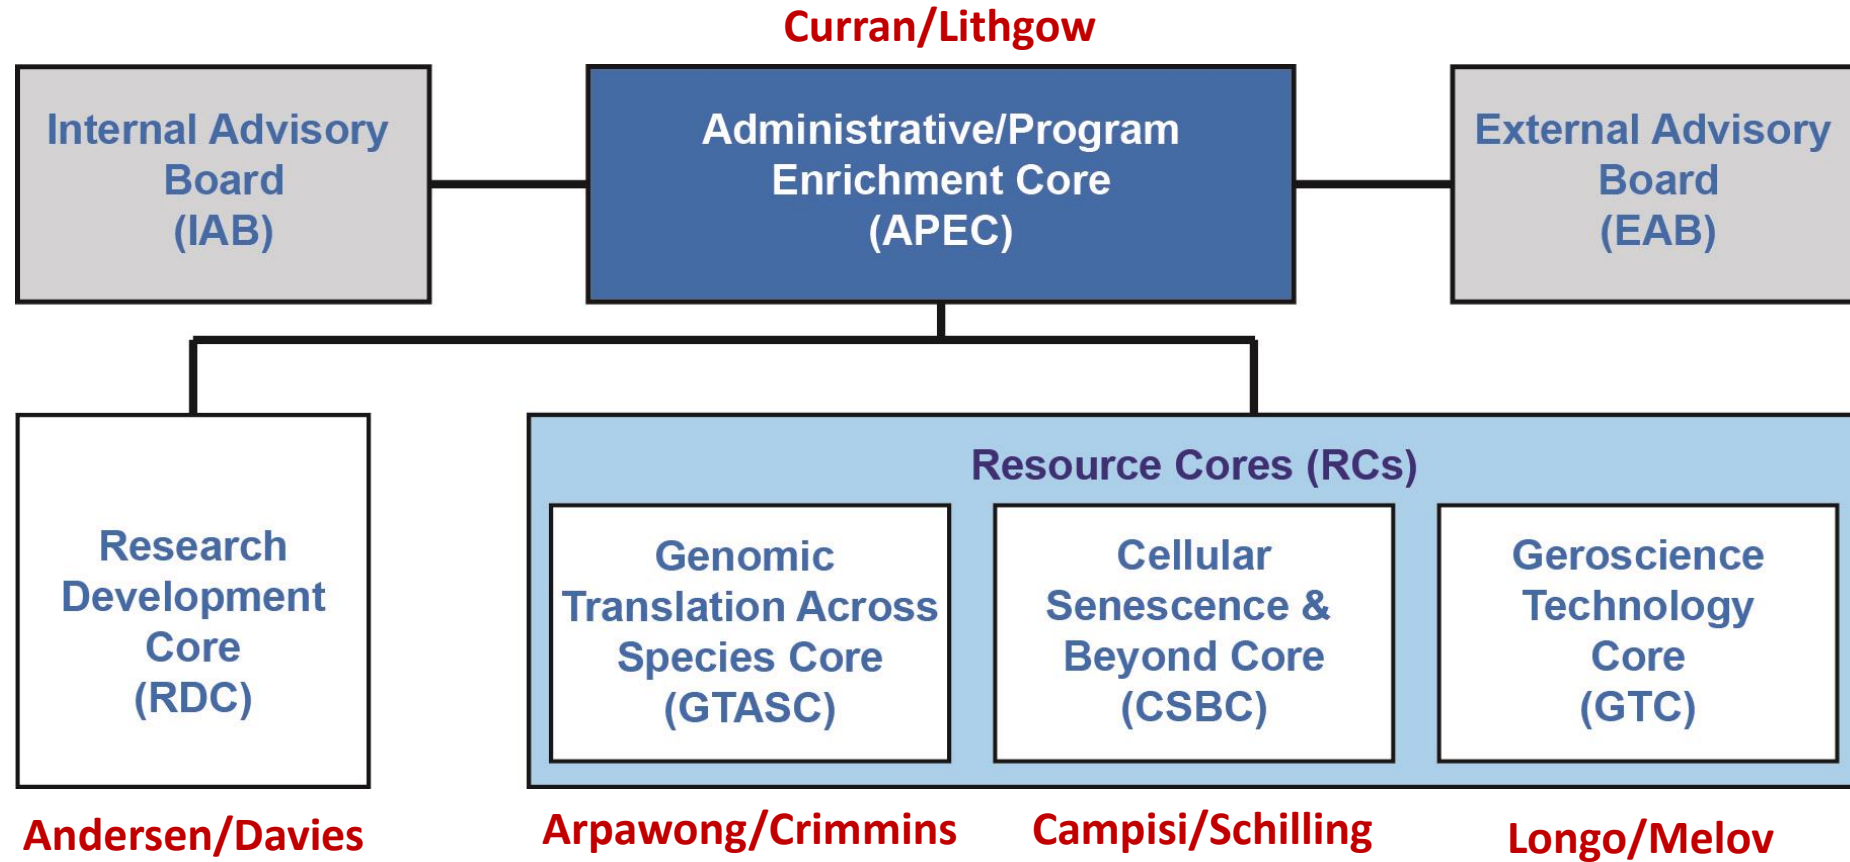 Curran/Lithgow
Internal Advisory
Board
(IAB)
Administrative/Program
Enrichment Core
(APEC)
External Advisory
Board
(EAB)
Research
Development
Core
(RDC)
Resource Cores (RCs)
Genomic
Translation Across
Species Core
(GTASC)
Cellular
Senescence &
Beyond Core
(CSBC)
Geroscience
Technology
Core
(GTC)
Andersen/Davies
Arpawong/Crimmins
Campisi/Schilling
Longo/Melov